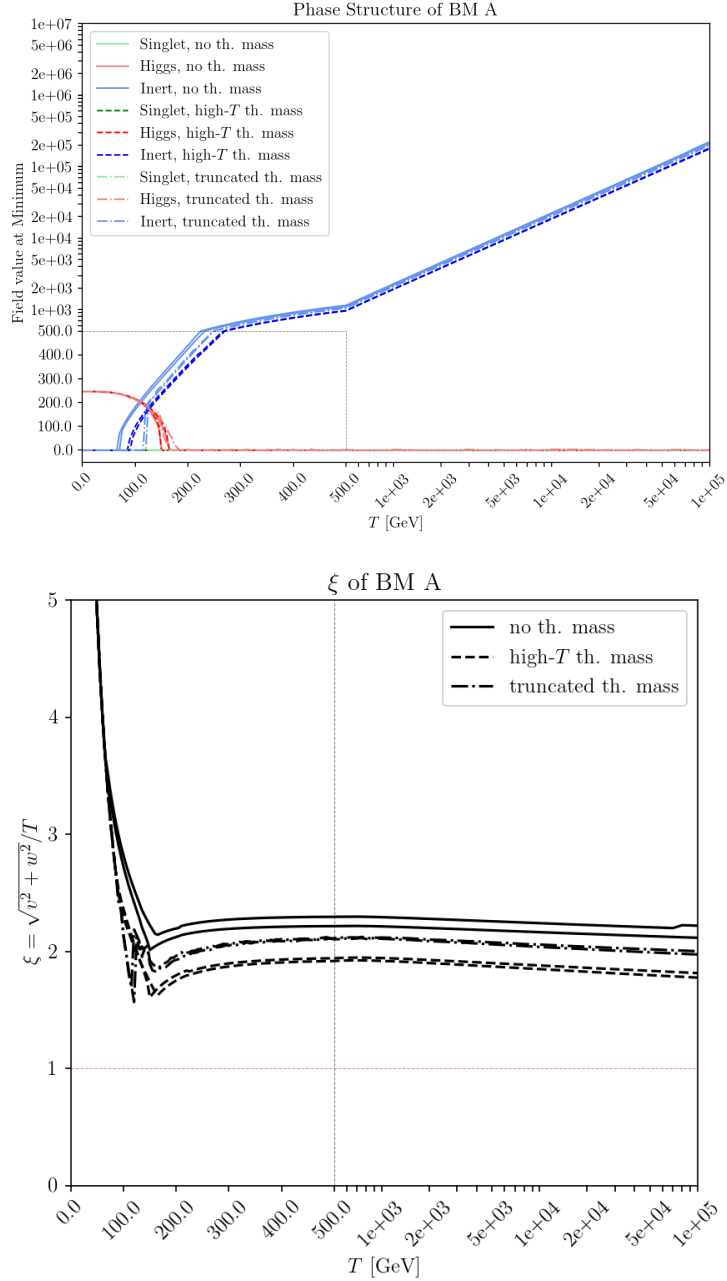 Phase Structure of BM A
Field value at Minimum
1e+07
5e+06
2e+06
1e+06
5e+05
2e+05
1e+05
5e+04
2e+04
1e+04
5e+03
2e+03
1e+03
500.0
400.0
300.0
200.0
100.0
0.0
Singlet, no th. mass
Higgs, no th. mass
Inert, no th. mass
Singlet, high-T th. mass
Higgs, high-T th. mass
Inert, high-T th. mass
Singlet, truncated th. mass
Higgs, truncated th. mass
Inert, truncated th. mass
0.0 100.0 200.0 300.0 400.0 500.0 1e+03 2e+03 5e+03 1e+04 2e+04 5e+04 1e+05
T [GeV]
ξ of BM A
ξ = √v² + w²/T
5
4
3
2
1
0
no th. mass
high-T th. mass
truncated th. mass
0.0 100.0 200.0 300.0 400.0 500.0 1e+03 2e+03 5e+03 1e+04 2e+04 5e+04 1e+05
T [GeV]